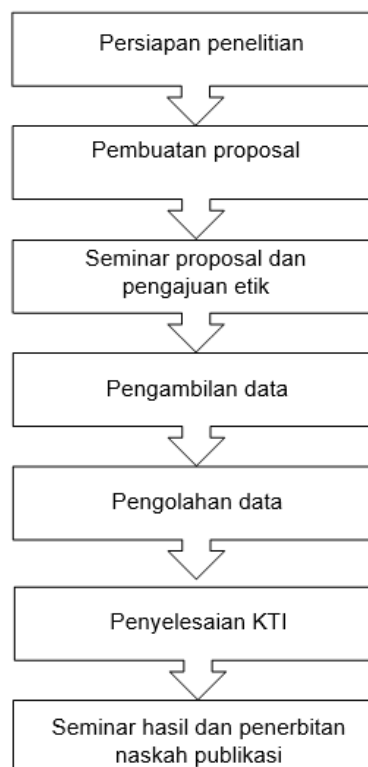 Persiapan penelitian
Pembuatan proposal
Seminar proposal dan
pengajuan etik
Pengambilan data
Pengolahan data
Penyelesaian KTI
Seminar hasil dan penerbitan
naskah publikasi